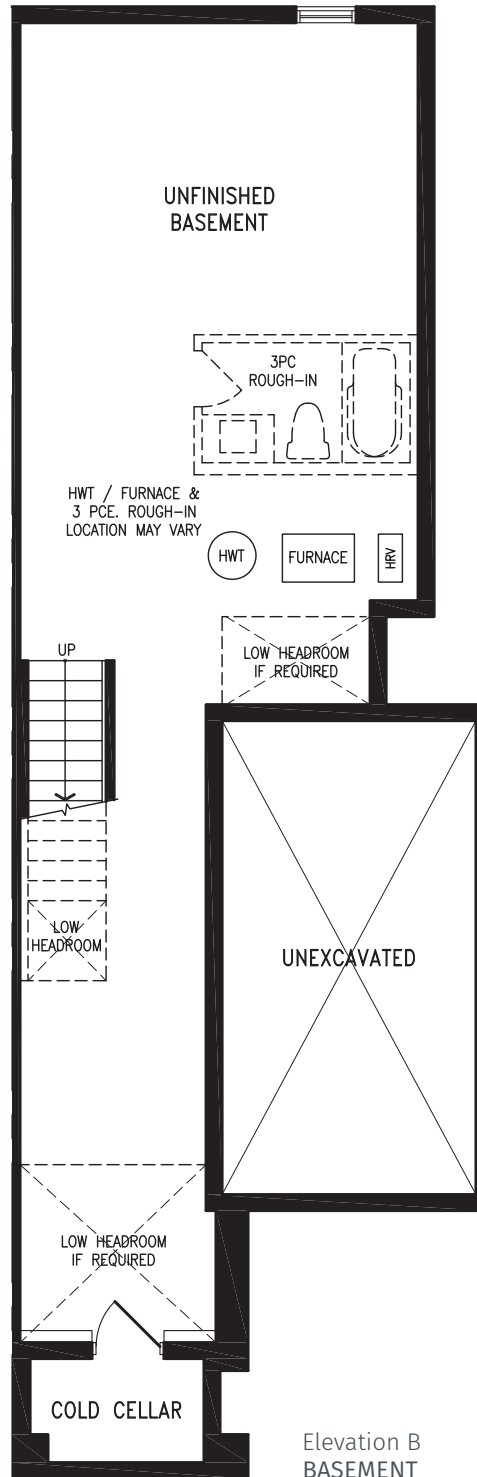 UNFINISHED
BASEMENT
3PC
ROUGH-IN
HWT / FURNACE &
3 PCE. ROUGH-IN
LOCATION MAY VARY
HWT
FURNACE
HRV
UP
LOW HEADROOM
IF REQUIRED
LOW
HEADROOM
UNEXCAVATED
LOW HEADROOM
IF REQUIRED
COLD CELLAR
Elevation B
BASEMENT